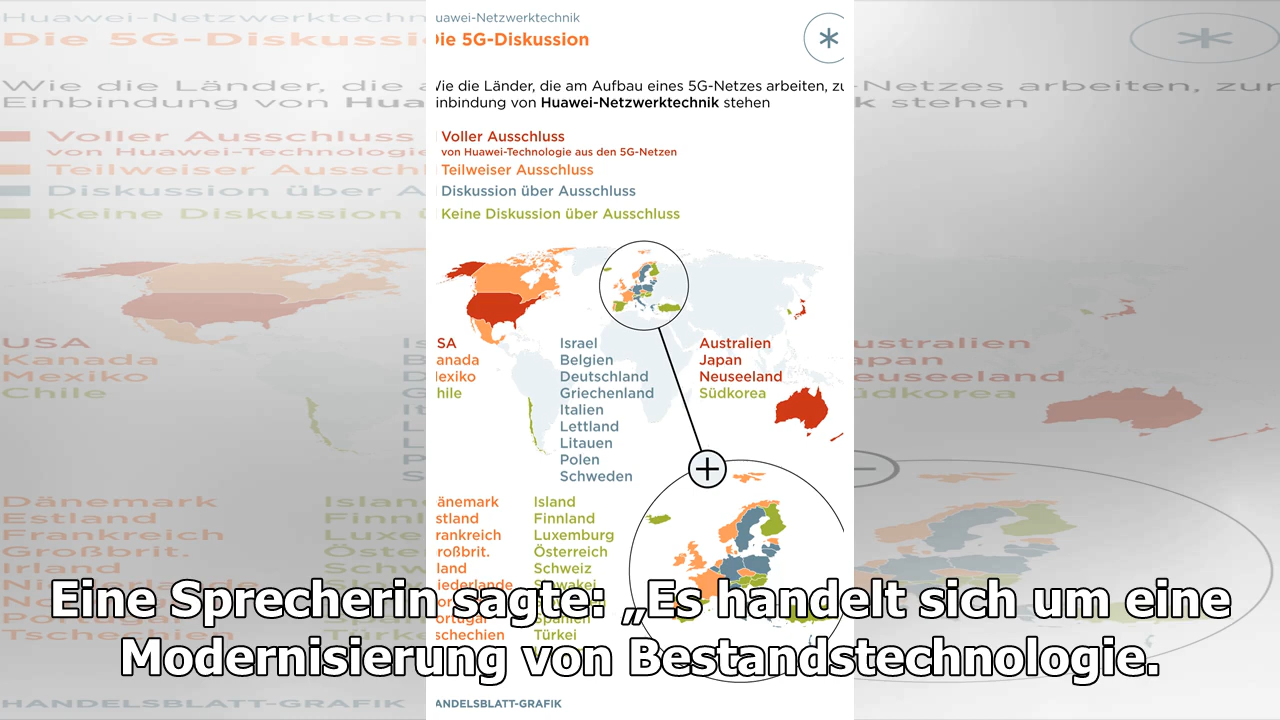 uawei-Netzwerktechnik
Die 5G-Diskussion
Wie die Länder, die am Aufbau eines 5G-Netzes arbeiten, zu
inbindung von Huawei-Netzwerktechnik stehen
Voller Ausschluss
von Huawei-Technologie aus den 5G-Netzen
Teilweiser Ausschluss
Diskussion über Ausschluss
Keine Diskussion über Ausschluss
USA
Kanada
Mexiko
Chile
Israel
Belgien
Deutschland
Griechenland
Italien
Lettland
Litauen
Polen
Schweden
Australien
Japan
Neuseeland
Südkorea
Dänemark
Estland
Frankreich
Großbrit.
Irland
Niederlande
Portugal
Tschechien
Island
Finnland
Luxemburg
Österreich
Schweiz
Slowakei
Spanien
Türkei
Eine Sprecherin sagte: „Es handelt sich um eine
Modernisierung von Bestandstechnologie.
HANDELSBLATT-GRAFIK